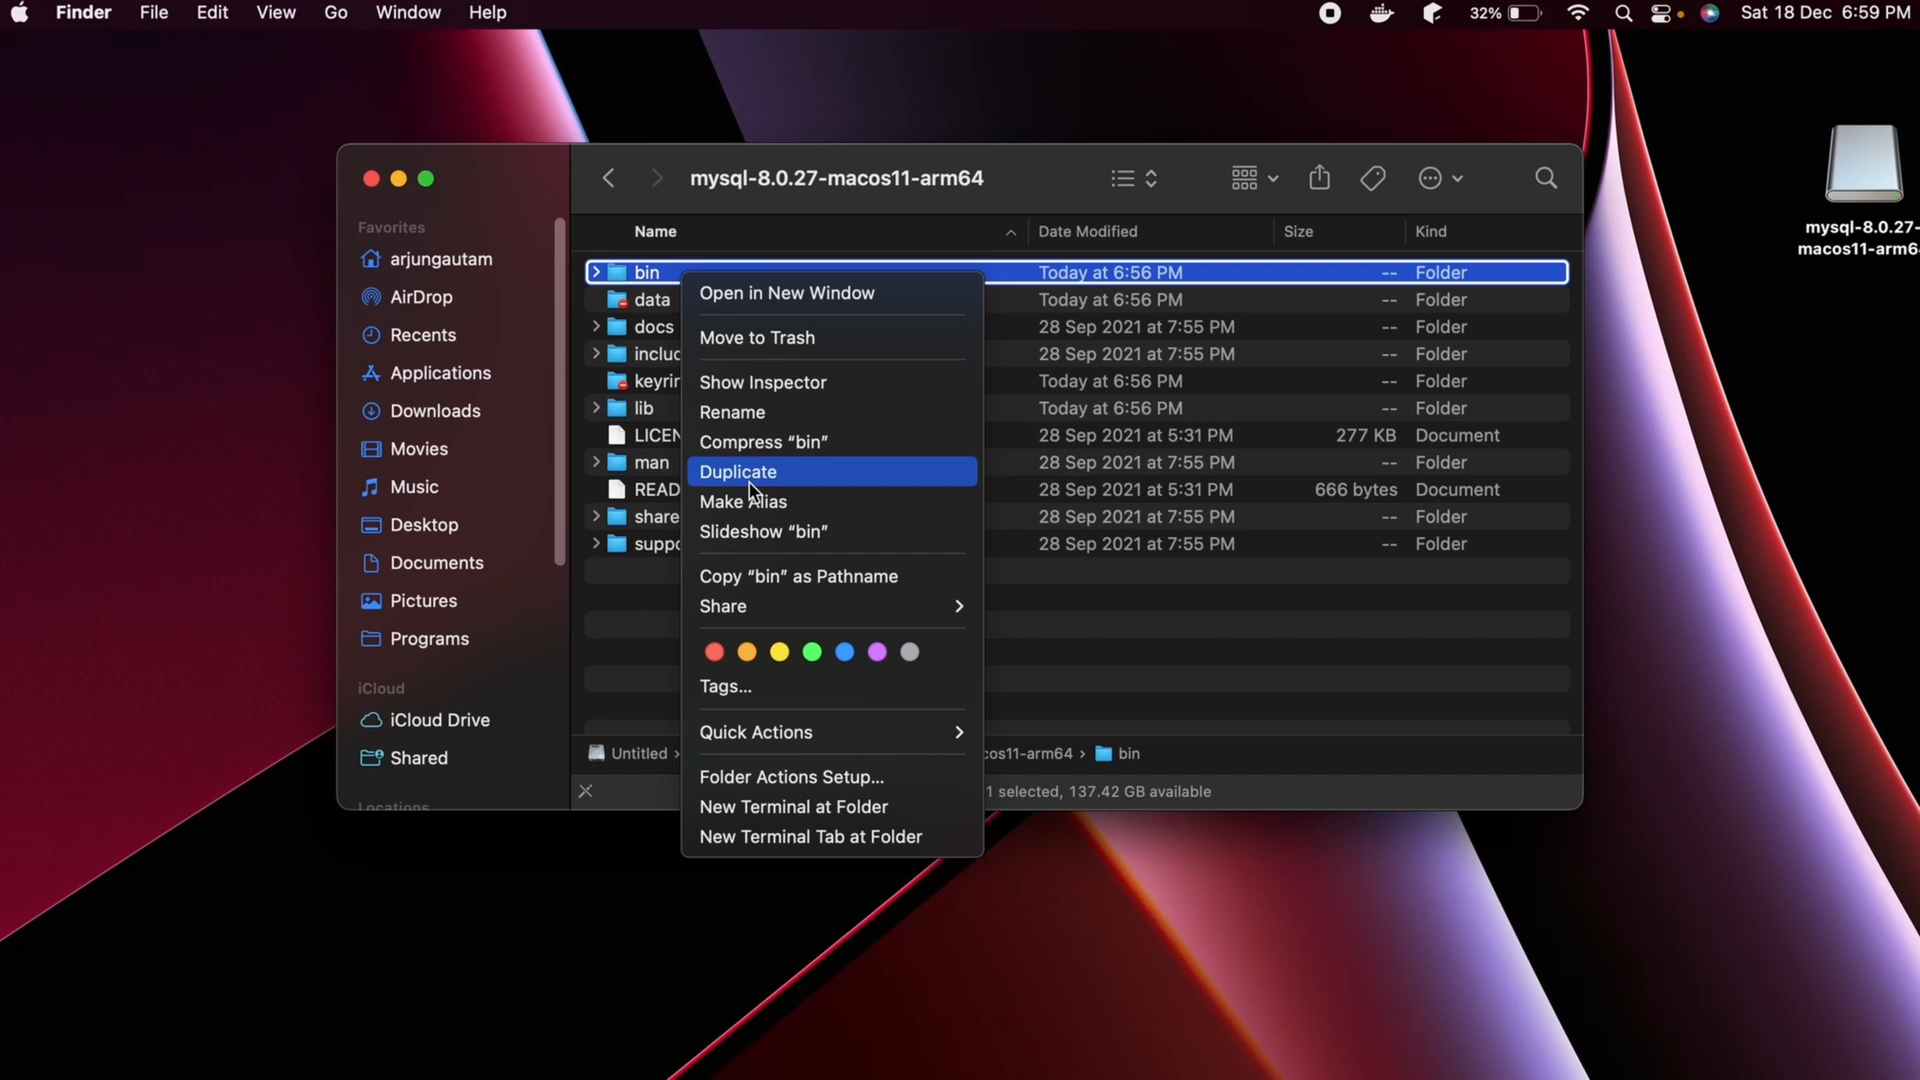 Finder File Edit View Go Window Help 32% Sat 18 Dec 6:59 PM
mysql-8.0.27-macos11-arm64
mysql-8.0.27-
macos11-arm6
Favorites
arjungautam
AirDrop
Recents
Applications
Downloads
Movies
Music
Desktop
Documents
Pictures
Programs
iCloud
iCloud Drive
Shared
Locations
Name Date Modified Size Kind
bin Today at 6:56 PM -- Folder
data Today at 6:56 PM -- Folder
docs 28 Sep 2021 at 7:55 PM -- Folder
includ 28 Sep 2021 at 7:55 PM -- Folder
keyrin Today at 6:56 PM -- Folder
lib Today at 6:56 PM -- Folder
LICEN 28 Sep 2021 at 5:31 PM 277 KB Document
man 28 Sep 2021 at 7:55 PM -- Folder
READ 28 Sep 2021 at 5:31 PM 666 bytes Document
share 28 Sep 2021 at 7:55 PM -- Folder
suppo 28 Sep 2021 at 7:55 PM -- Folder
Open in New Window
Move to Trash
Show Inspector
Rename
Compress “bin”
Duplicate
Make Alias
Slideshow “bin”
Copy “bin” as Pathname
Share
Tags...
Quick Actions
Folder Actions Setup...
New Terminal at Folder
New Terminal Tab at Folder
Untitled › cos11-arm64 › bin
1 selected, 137.42 GB available